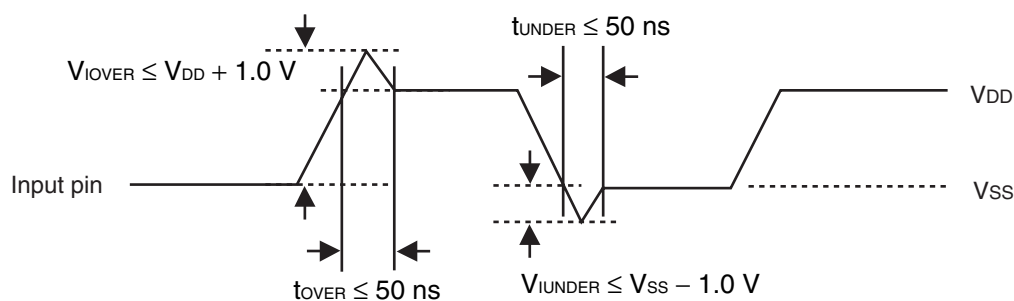 tUNDER ≤ 50 ns
VIOVER ≤ VDD + 1.0 V
VDD
Input pin
VSS
tOVER ≤ 50 ns
VIUNDER ≤ VSS − 1.0 V